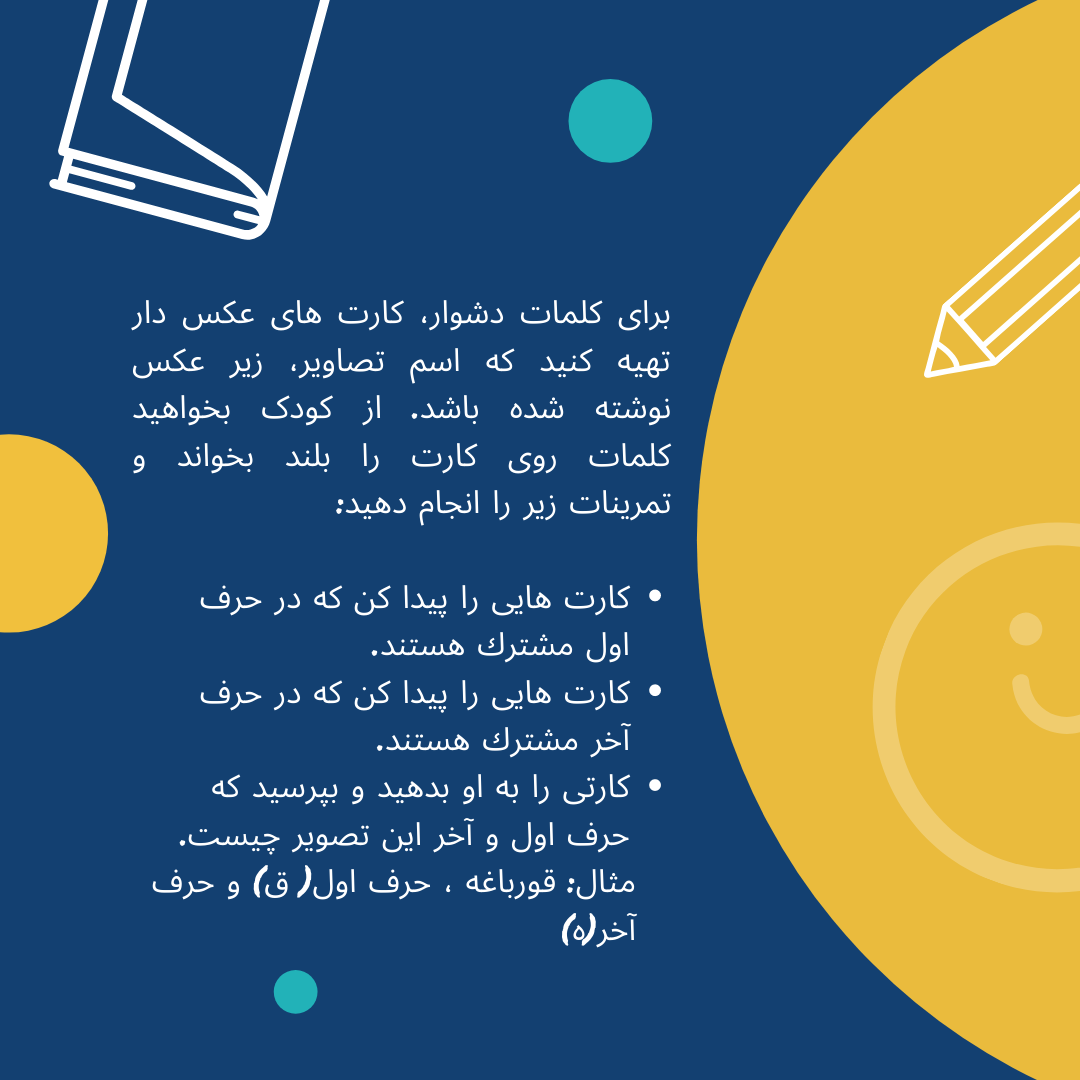 برای کلمات دشوار، کارت های عکس دار
تهیه کنید که اسم تصاویر، زیر عکس
نوشته شده باشد. از کودک بخواهید
کلمات روی کارت را بلند بخواند و
تمرینات زیر را انجام دهید:
• کارت هایی را پیدا کن که در حرف
اول مشترك هستند.
• کارت هایی را پیدا کن که در حرف
آخر مشترك هستند.
• کارتی را به او بدهید و بپرسید که
حرف اول و آخر این تصویر چیست.
مثال: قورباغه ، حرف اول( ق) و حرف
آخر(ه)